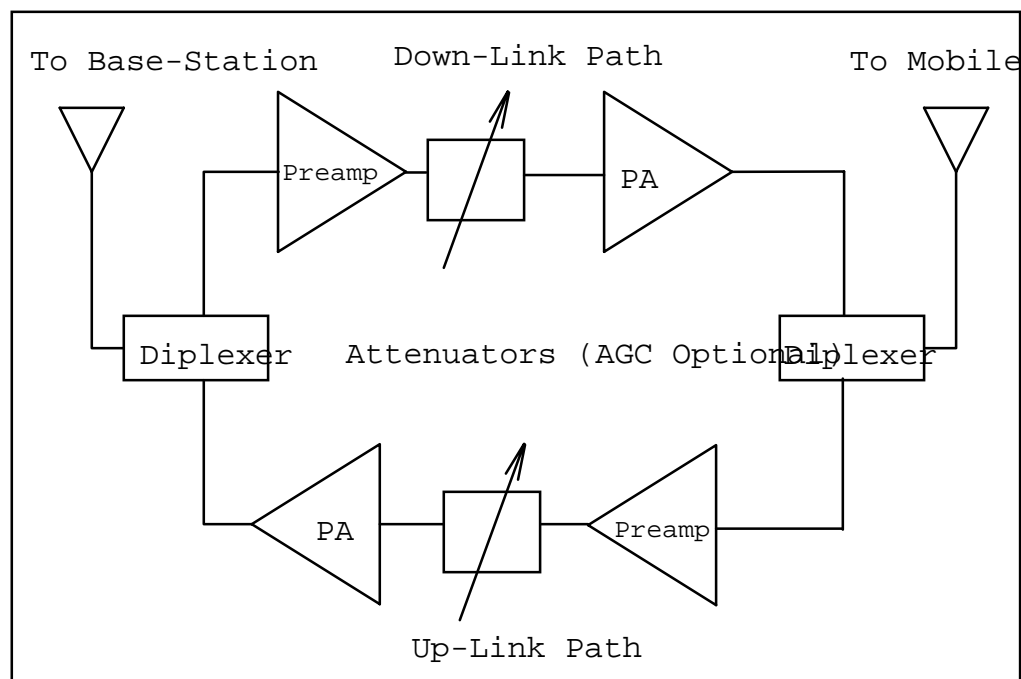 To Base-Station
Down-Link Path
To Mobile
Preamp
PA
Diplexer
Attenuators (AGC Optional)
Diplexer
PA
Preamp
Up-Link Path